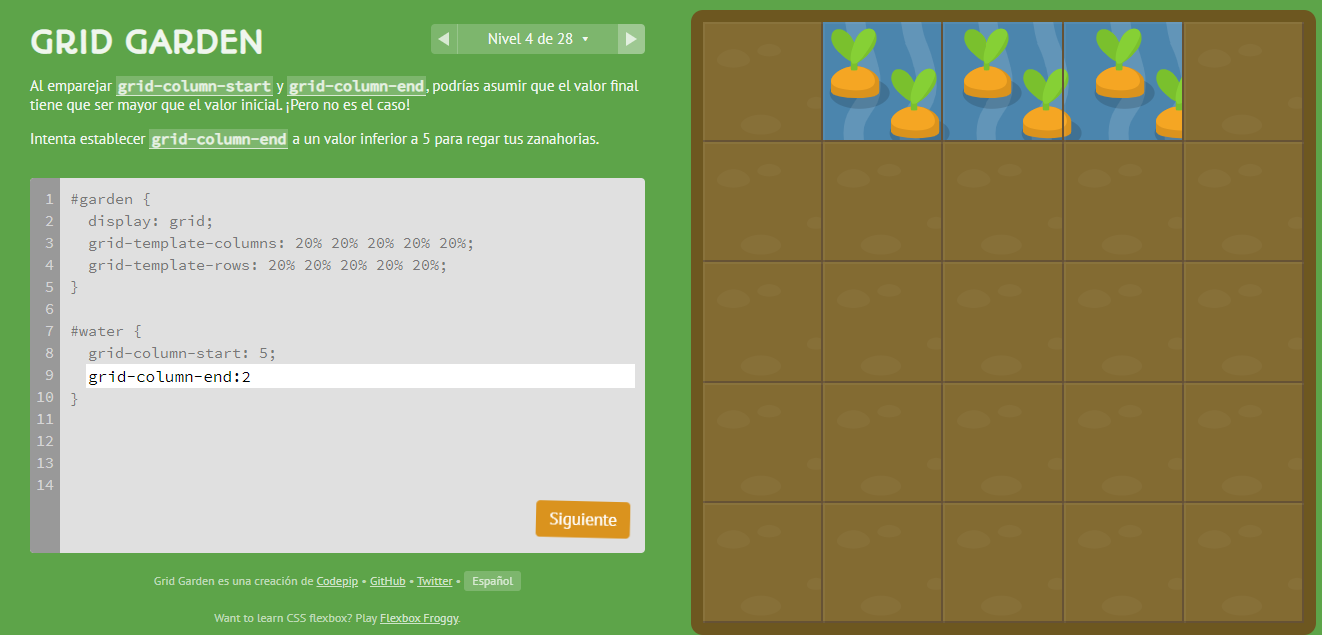 GRID GARDEN
Nivel 4 de 28
Al emparejar grid-column-start y grid-column-end, podrías asumir que el valor final
tiene que ser mayor que el valor inicial. ¡Pero no es el caso!
Intenta establecer grid-column-end a un valor inferior a 5 para regar tus zanahorias.
1 #garden {
2 display: grid;
3 grid-template-columns: 20% 20% 20% 20% 20%;
4 grid-template-rows: 20% 20% 20% 20% 20%;
5 }
6
7 #water {
8 grid-column-start: 5;
9 grid-column-end:2
10 }
11
12
13
14
Siguiente
Grid Garden es una creación de Codepip • GitHub • Twitter • Español
Want to learn CSS flexbox? Play Flexbox Froggy.